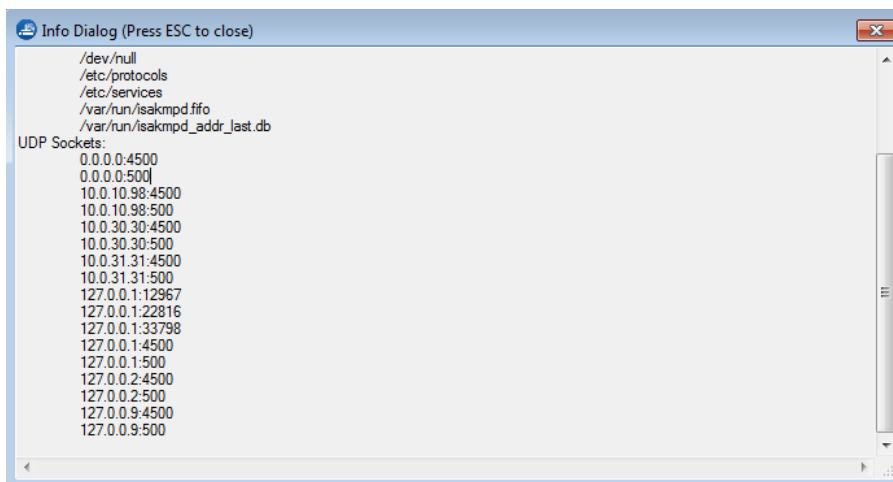 Info Dialog (Press ESC to close)
/dev/null
/etc/protocols
/etc/services
/var/run/isakmpd.fifo
/var/run/isakmpd_addr_last.db
UDP Sockets:
0.0.0.0:4500
0.0.0.0:500
10.0.10.98:4500
10.0.10.98:500
10.0.30.30:4500
10.0.30.30:500
10.0.31.31:4500
10.0.31.31:500
127.0.0.1:12967
127.0.0.1:22816
127.0.0.1:33798
127.0.0.1:4500
127.0.0.1:500
127.0.0.2:4500
127.0.0.2:500
127.0.0.9:4500
127.0.0.9:500